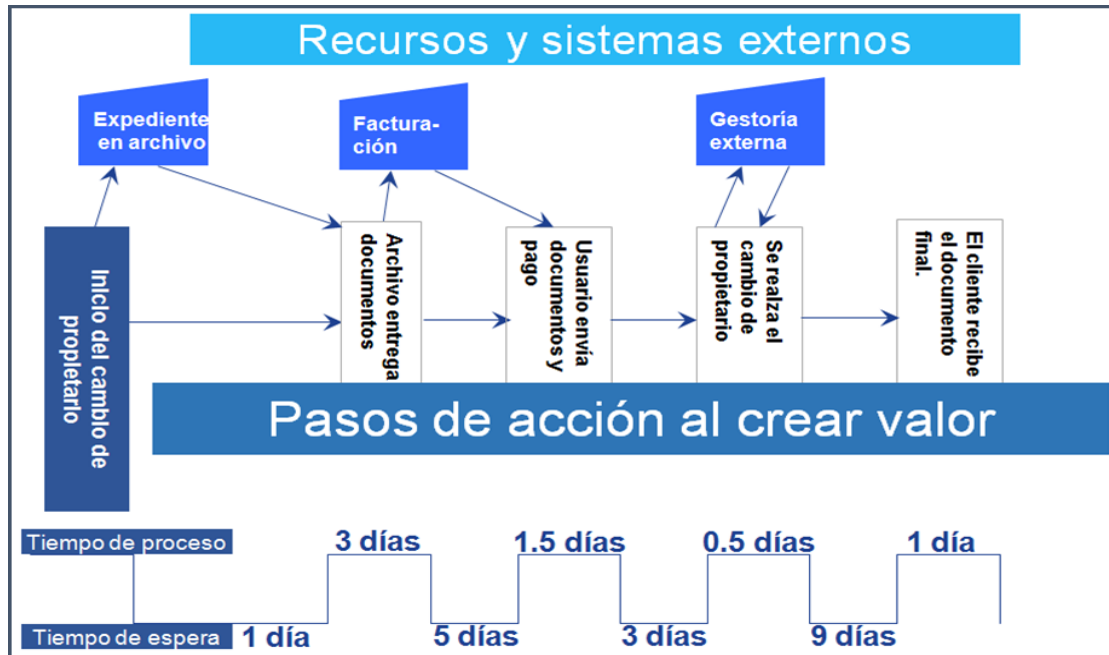 Recursos y sistemas externos
Expediente
en archivo
Factura-
ción
Gestoría
externa
Inicio del cambio de
propletario
Archivo entrega
documentos
Usuario envía
documentos y
pago
Se realza el
cambio de
propietario
El cliente recibe
el documento
final.
Pasos de acción al crear valor
Tiempo de proceso
3 días
1.5 días
0.5 días
1 día
Tiempo de espera
1 día
5 días
3 días
9 días